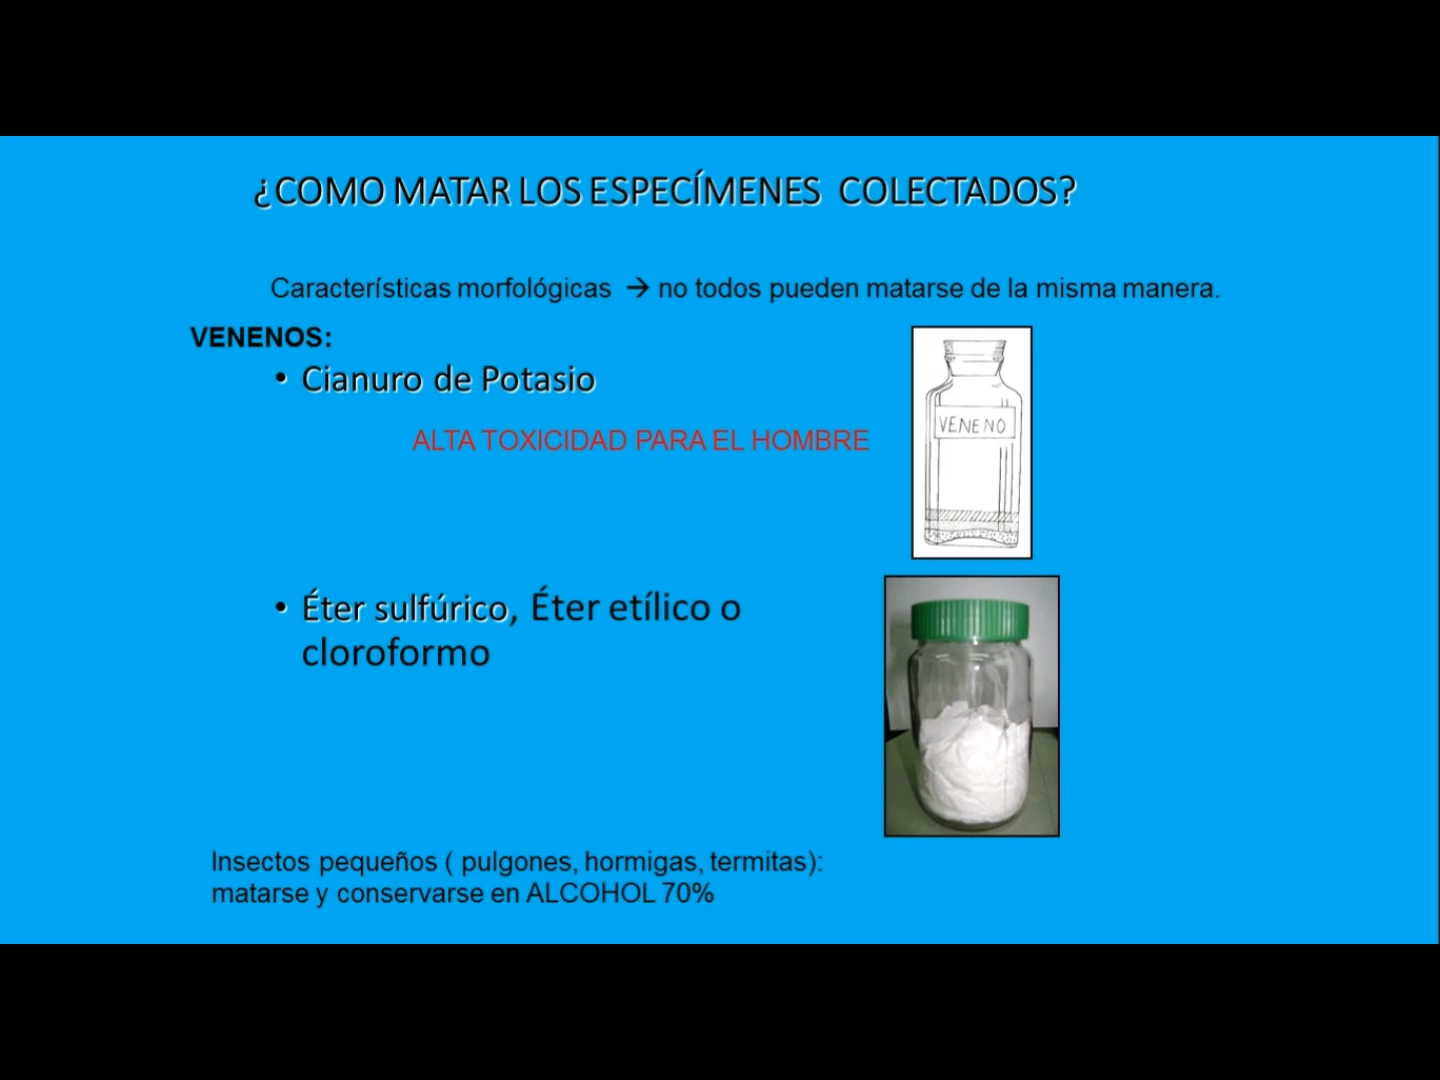 ¿COMO MATAR LOS ESPECÍMENES COLECTADOS?
Características morfológicas → no todos pueden matarse de la misma manera.
VENENOS:
• Cianuro de Potasio
ALTA TOXICIDAD PARA EL HOMBRE
VENENO
• Éter sulfúrico, Éter etílico o
cloroformo
Insectos pequeños ( pulgones, hormigas, termitas):
matarse y conservarse en ALCOHOL 70%